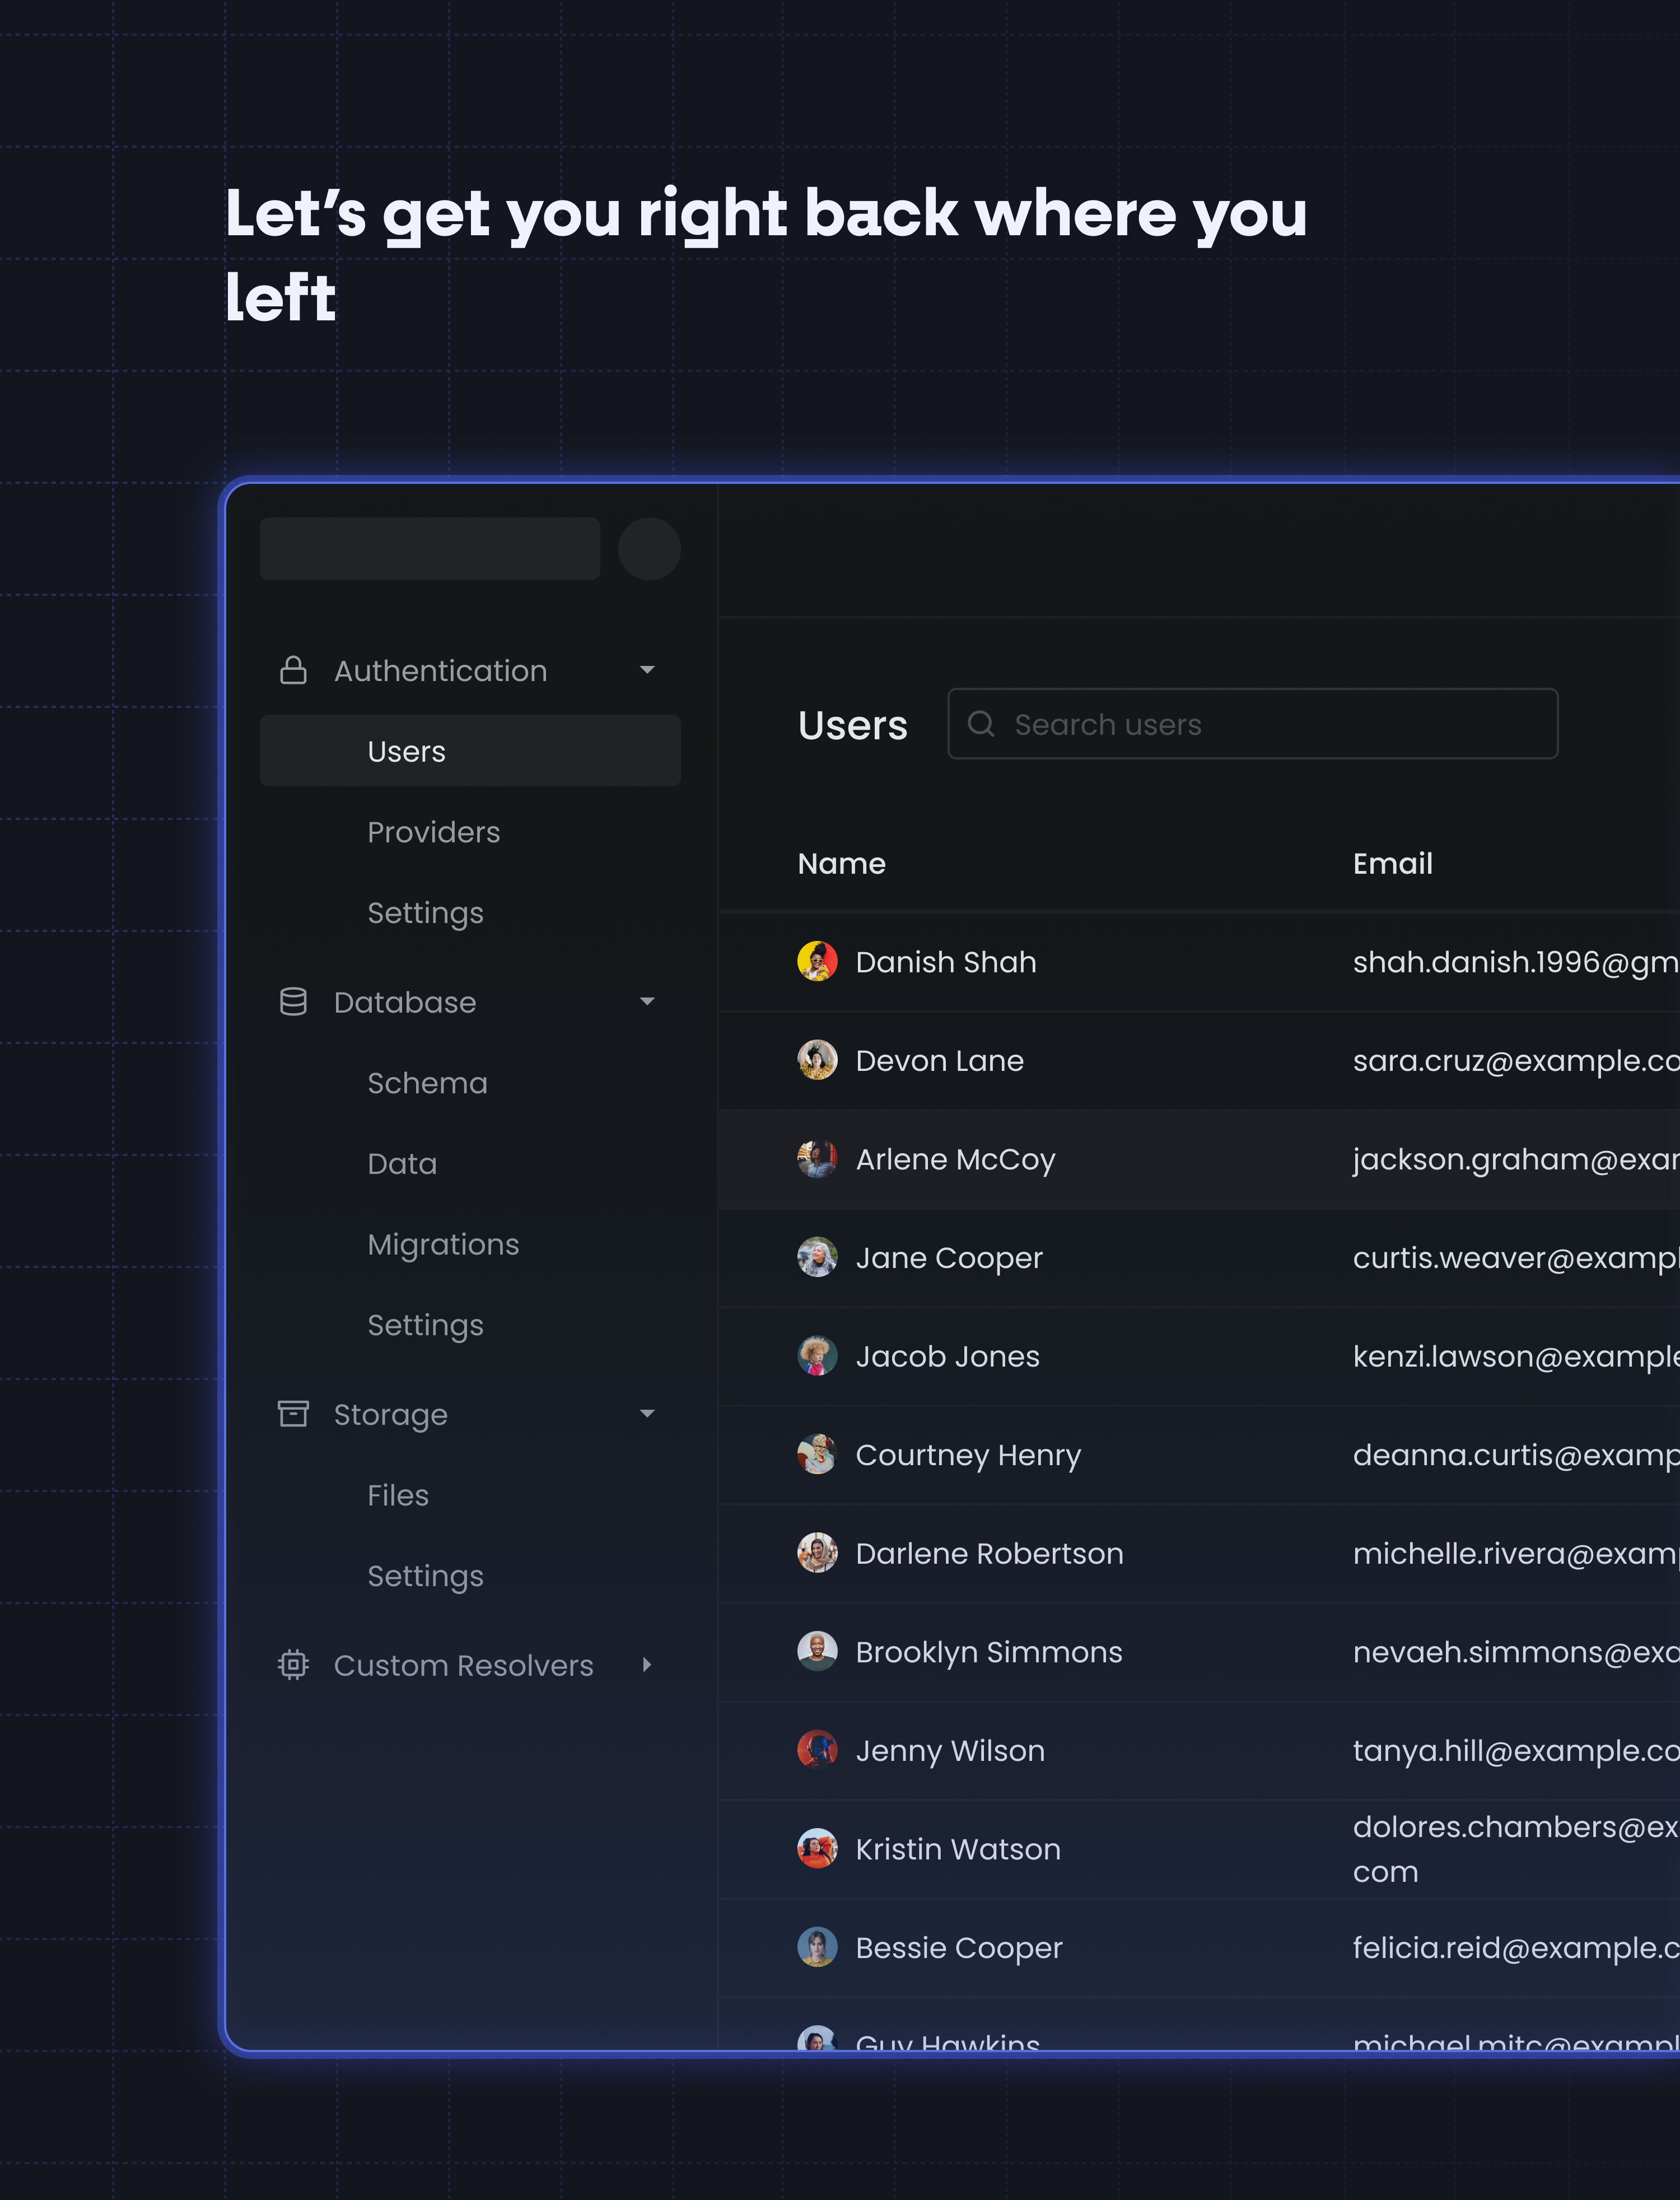 Let’s get you right back where you
left
Authentication
Users
Providers
Settings
Database
Schema
Data
Migrations
Settings
Storage
Files
Settings
Custom Resolvers
Users
Search users
Name Email
Danish Shah shah.danish.1996@gm
Devon Lane sara.cruz@example.co
Arlene McCoy jackson.graham@exar
Jane Cooper curtis.weaver@exampl
Jacob Jones kenzi.lawson@example
Courtney Henry deanna.curtis@examp
Darlene Robertson michelle.rivera@examp
Brooklyn Simmons nevaeh.simmons@exa
Jenny Wilson tanya.hill@example.co
Kristin Watson dolores.chambers@ex
com
Bessie Cooper felicia.reid@example.c
Guy Hawkins michael.mitc@exampl